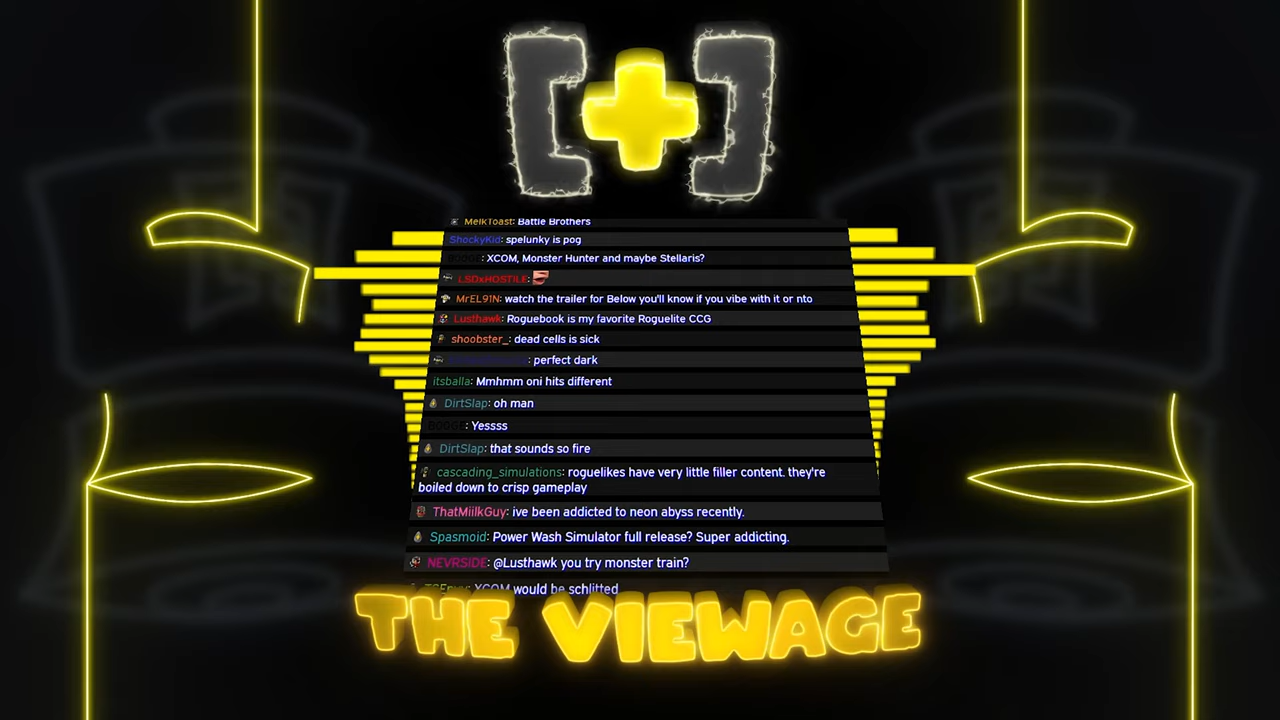 MelkToast: Battle Brothers
ShockyKid: spelunky is pog
: XCOM, Monster Hunter and maybe Stellaris?
LSDxHOSTILE:
MrEL91N: watch the trailer for Below you'll know if you vibe with it or nto
Lusthawk: Roguebook is my favorite Roguelite CCG
shoobster_: dead cells is sick
: perfect dark
itsballa: Mmhmm oni hits different
DirtSlap: oh man
: Yessss
DirtSlap: that sounds so fire
cascading_simulations: roguelikes have very little filler content. they're
boiled down to crisp gameplay
ThatMiilkGuy: ive been addicted to neon abyss recently.
Spasmoid: Power Wash Simulator full release? Super addicting.
NEVRSIDE: @Lusthawk you try monster train?
XCOM would be schlitted
THE VIEWAGE